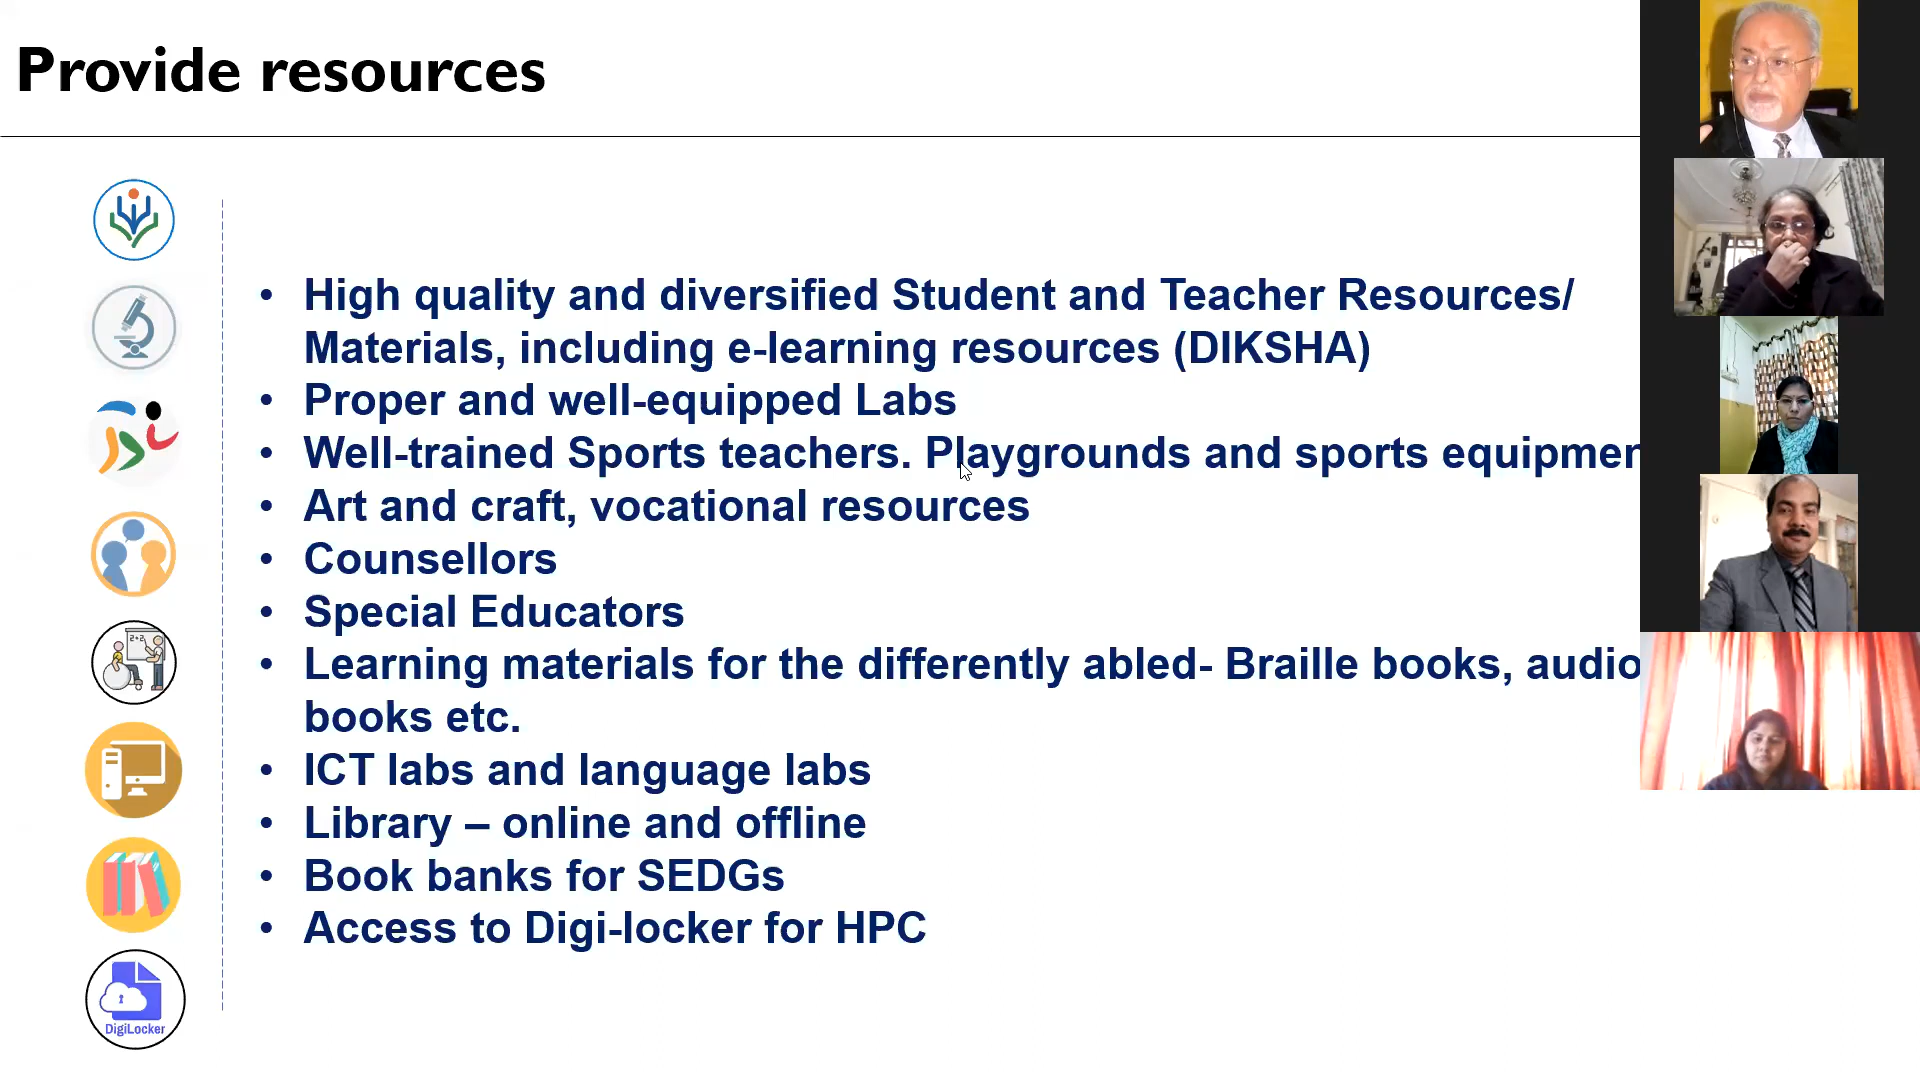 Provide resources
• High quality and diversified Student and Teacher Resources/
Materials, including e-learning resources (DIKSHA)
• Proper and well-equipped Labs
• Well-trained Sports teachers. Playgrounds and sports equipmen
• Art and craft, vocational resources
• Counsellors
• Special Educators
• Learning materials for the differently abled- Braille books, audio
books etc.
• ICT labs and language labs
• Library – online and offline
• Book banks for SEDGs
• Access to Digi-locker for HPC
2+2
DigiLocker